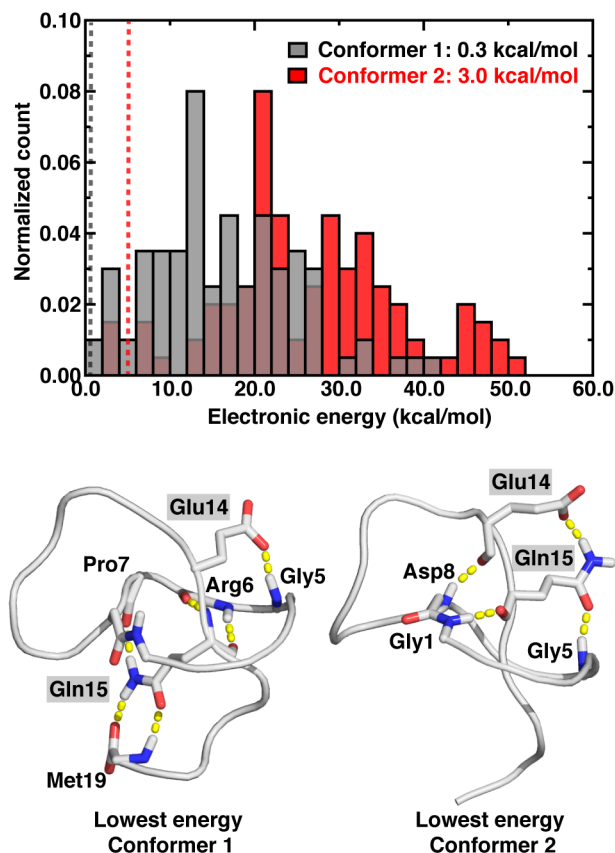 0.10
Conformer 1: 0.3 kcal/mol
Conformer 2: 3.0 kcal/mol
0.08
0.06
0.04
0.02
0.00
Normalized count
0.0 10.0 20.0 30.0 40.0 50.0 60.0
Electronic energy (kcal/mol)
Glu14
Pro7
Arg6
Gly5
Gln15
Met19
Lowest energy
Conformer 1
Glu14
Gln15
Asp8
Gly1
Gly5
Lowest energy
Conformer 2